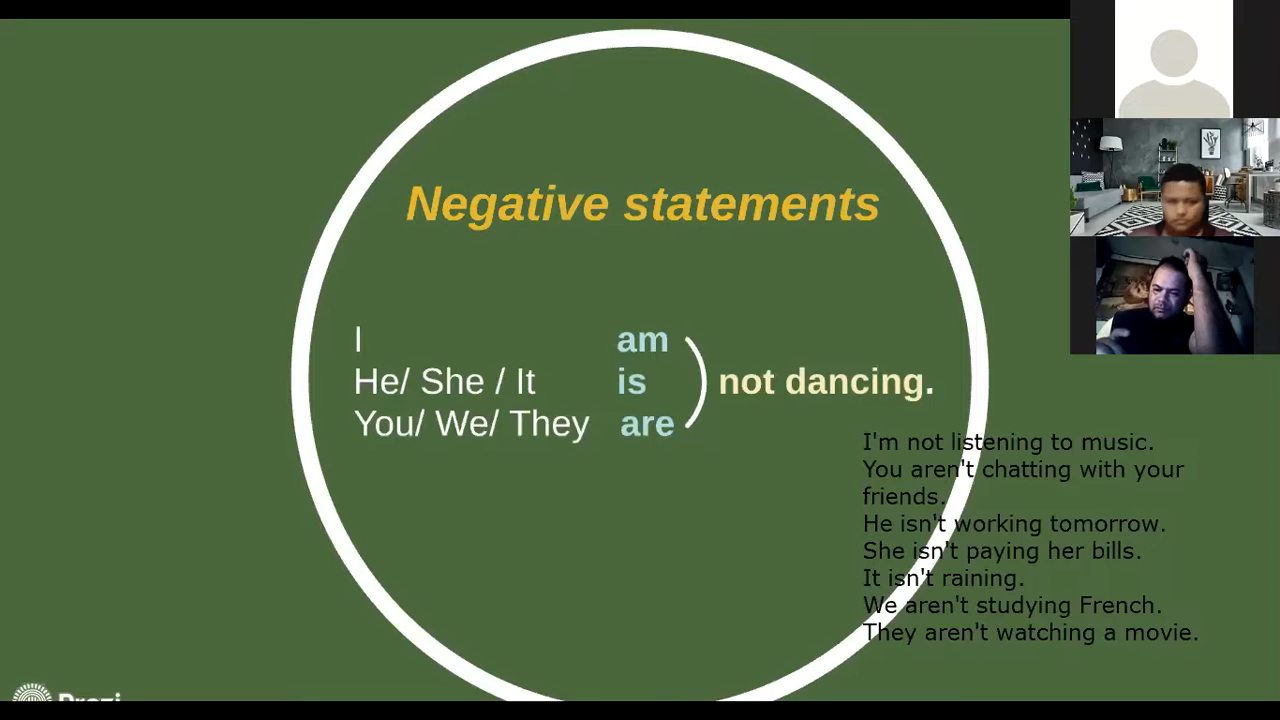 Negative statements
I am
He/ She / It is not dancing.
You/ We/ They are
I'm not listening to music.
You aren't chatting with your
friends.
He isn't working tomorrow.
She isn't paying her bills.
It isn't raining.
We aren't studying French.
They aren't watching a movie.
Prezi